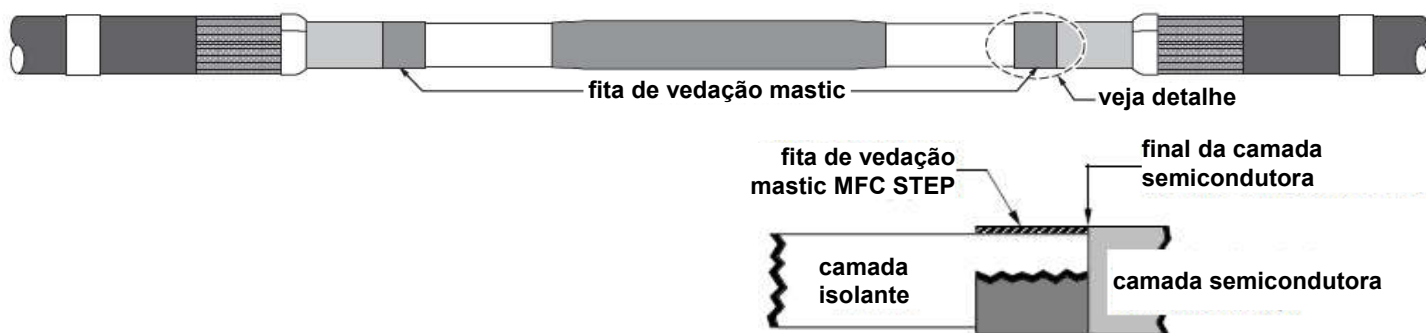 fita de vedação mastic
veja detalhe
fita de vedação
mastic MFC STEP
final da camada
semicondutora
camada
isolante
camada semicondutora